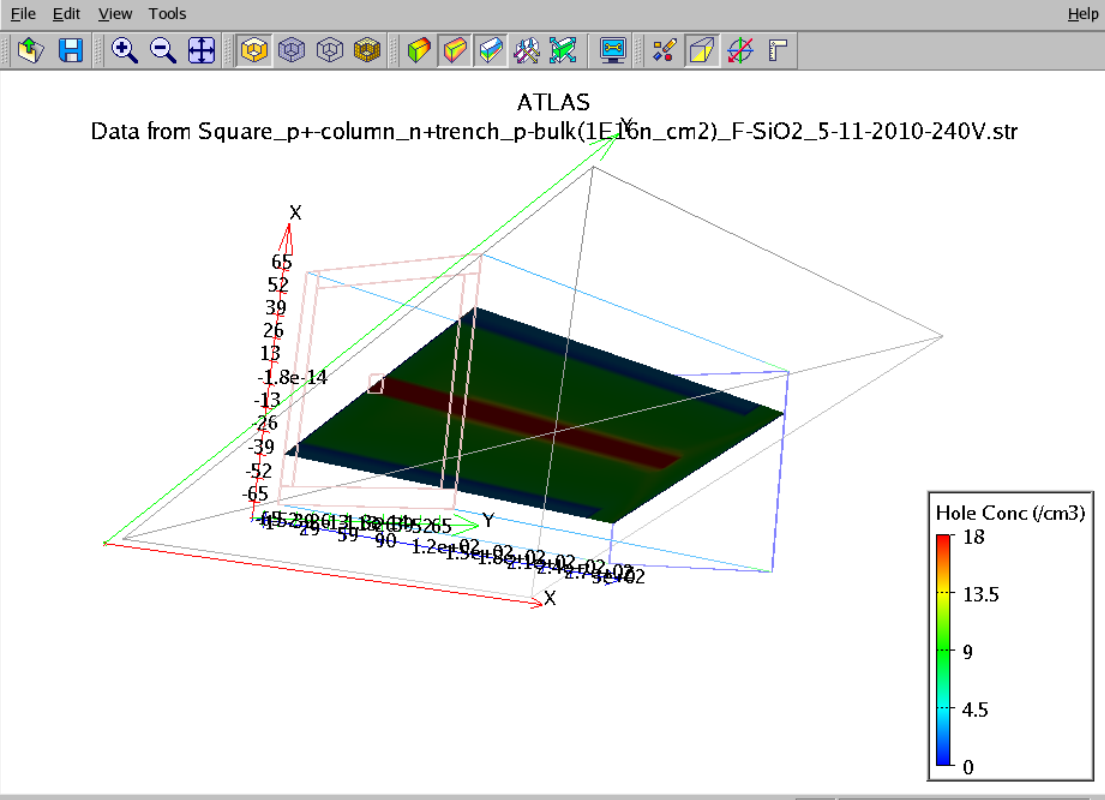 File Edit View Tools Help
ATLAS
Data from Square_p+-column_n+trench_p-bulk(1E16n_cm2)_F-SiO2_5-11-2010-240V.str
Y
X
65
52
39
26
13
-1.8e-14
-13
-26
-39
-52
-65
Y
29
59
90
1.2e+02
X
Hole Conc (/cm3)
18
13.5
9
4.5
0